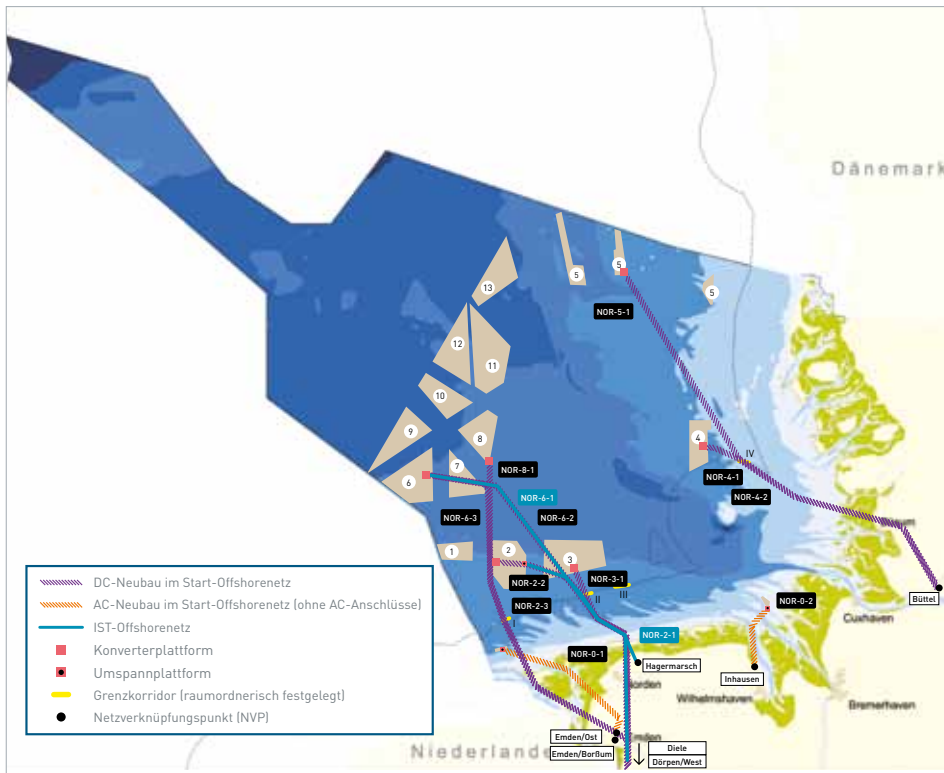 Dänemark
13
5
5
5
NOR-5-1
12
11
10
9
8
4
IV
7
NOR-8-1
NOR-4-1
6
NOR-6-1
NOR-4-2
NOR-6-3
NOR-6-2
1
2
3
NOR-2-2
NOR-3-1
III
II
NOR-2-3
I
NOR-0-2
Büttel
Cuxhaven
NOR-2-1
NOR-0-1
Hagermarsch
Inhausen
Norden
Wilhelmshaven
Bremerhaven
Emden/Ost
Emden
Emden/Borßum
Niederlande
Diele
Dörpen/West
DC-Neubau im Start-Offshorenetz
AC-Neubau im Start-Offshorenetz (ohne AC-Anschlüsse)
IST-Offshorenetz
Konverterplattform
Umspannplattform
Grenzkorridor (raumordnerisch festgelegt)
Netzverknüpfungspunkt (NVP)